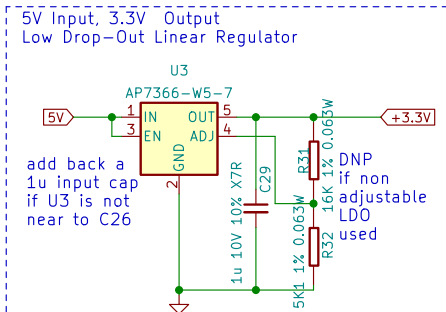 5V Input, 3.3V  Output
Low Drop-Out Linear Regulator
U3
AP7366-W5-7
5V
1
IN
OUT
5
+3.3V
3
EN
ADJ
4
GND
2
add back a
1u input cap
if U3 is not
near to C26
1u 10V 10% X7R
C29
R31
16K 1% 0.063W
DNP
if non
adjustable
LDO
used
5K1 1% 0.063W
R32